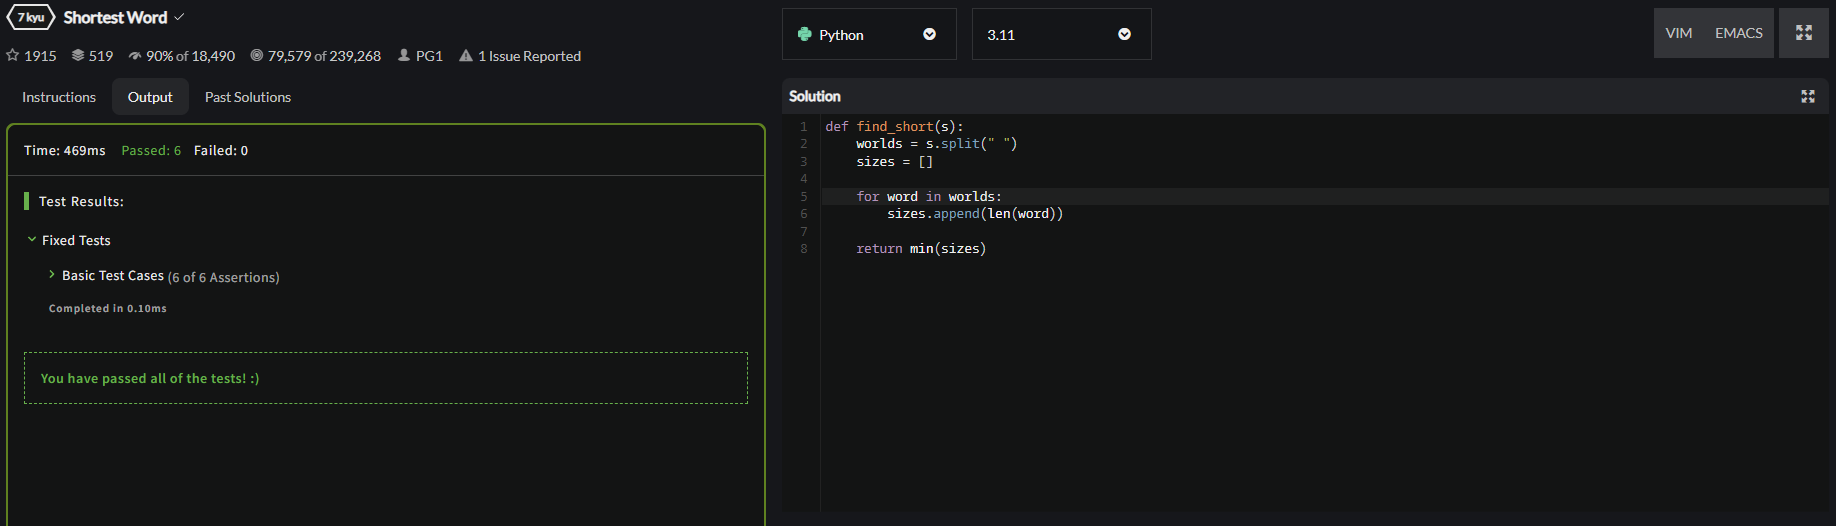 7 kyu Shortest Word
1915 519 90% of 18,490 79,579 of 239,268 PG1 1 Issue Reported
Instructions Output Past Solutions
Time: 469ms Passed: 6 Failed: 0
Test Results:
Fixed Tests
Basic Test Cases (6 of 6 Assertions)
Completed in 0.10ms
You have passed all of the tests! :)
Python 3.11 VIM EMACS
Solution
1 def find_short(s):
2     worlds = s.split(" ")
3     sizes = []
4
5     for word in worlds:
6         sizes.append(len(word))
7
8     return min(sizes)